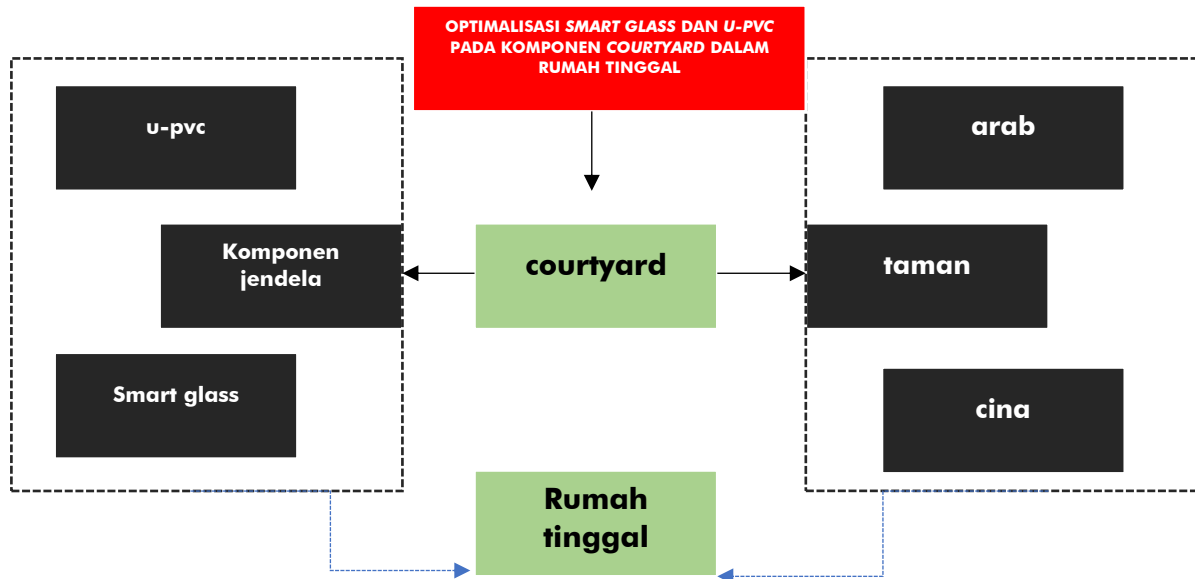 OPTIMALISASI SMART GLASS DAN U-PVC
PADA KOMPONEN COURTYARD DALAM
RUMAH TINGGAL
u-pvc
arab
Komponen
jendela
courtyard
taman
Smart glass
cina
Rumah
tinggal